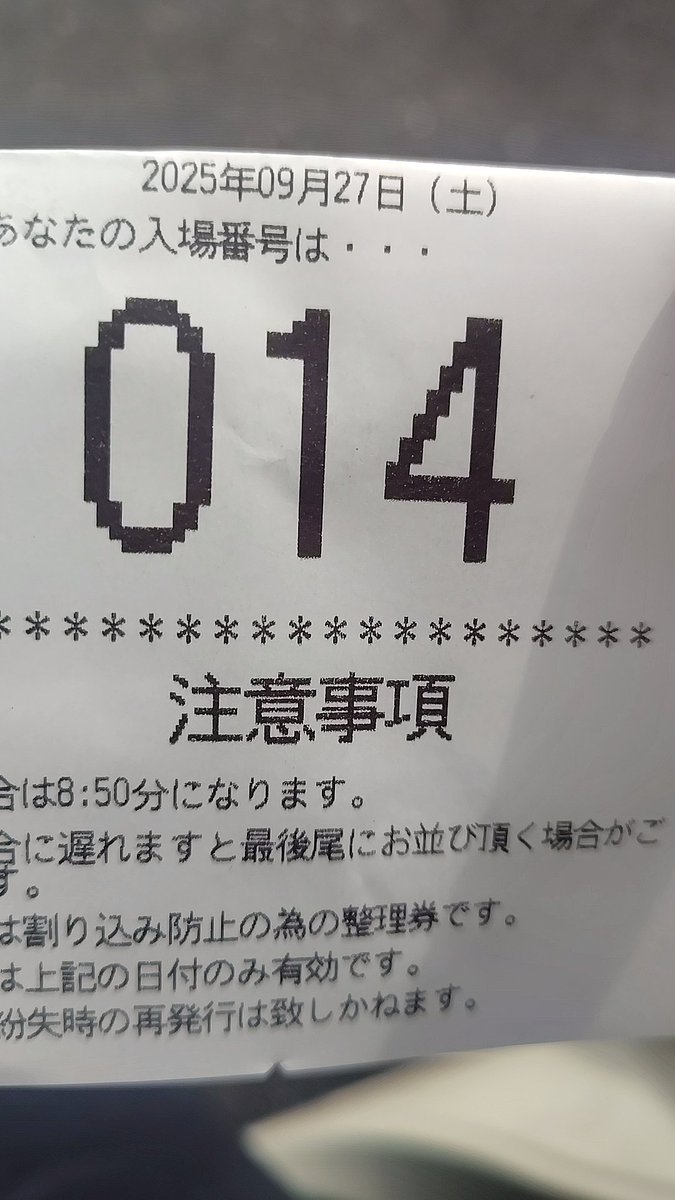 2025年09月27日（土）
あなたの入場番号は・・・
014
*******************
注意事項
合は8:50分になります。
合に遅れますと最後尾にお並び頂く場合がご
す。
は割り込み防止の為の整理券です。
は上記の日付のみ有効です。
紛失時の再発行は致しかねます。